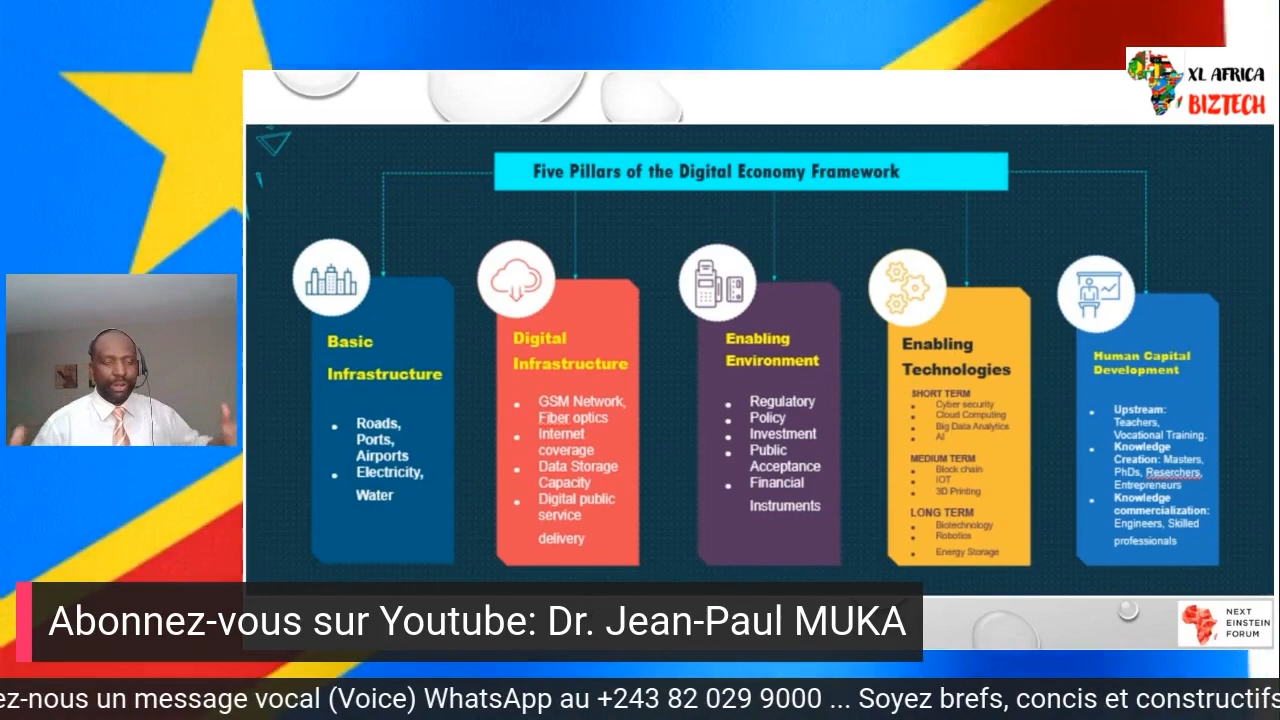 XL AFRICA
BIZTECH
Five Pillars of the Digital Economy Framework
Basic
Infrastructure
Roads,
Ports,
Airports
Electricity,
Water
Digital
Infrastructure
GSM Network,
Fiber optics
Internet
coverage
Data Storage
Capacity
Digital public
service
delivery
Enabling
Environment
Regulatory
Policy
Investment
Public
Acceptance
Financial
Instruments
Enabling
Technologies
SHORT TERM
Cyber security
Cloud Computing
Big Data Analytics
AI
MEDIUM TERM
Block chain
IOT
3D Printing
LONG TERM
Biotechnology
Robotics
Energy Storage
Human Capital
Development
Upstream:
Teachers,
Vocational Training.
Knowledge
Creation: Masters,
PhDs, Reserchers,
Entrepreneurs
Knowledge
commercialization:
Engineers, Skilled
professionals
NEXT
EINSTEIN
FORUM
Abonnez-vous sur Youtube: Dr. Jean-Paul MUKA
ez-nous un message vocal (Voice) WhatsApp au +243 82 029 9000 ... Soyez brefs, concis et constructifs